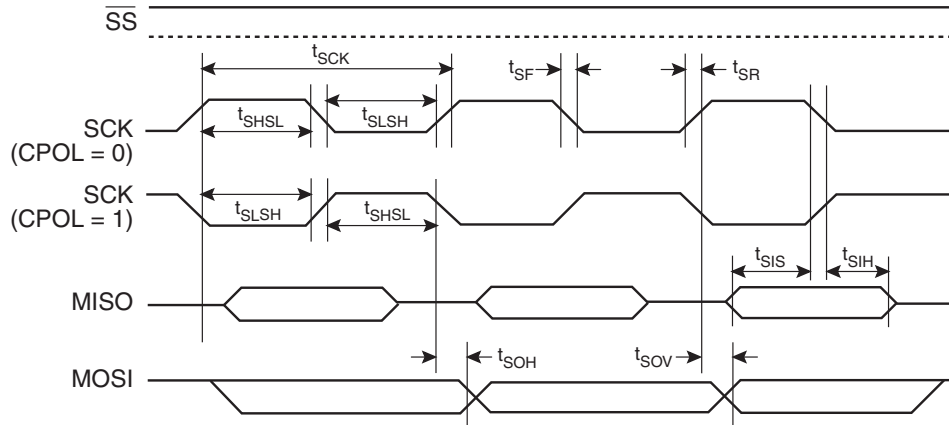 SS
tSCK
tSF
tSR
SCK
(CPOL = 0)
tSHSL
tSLSH
SCK
(CPOL = 1)
tSLSH
tSHSL
tSIS
tSIH
MISO
tSOH
tSOV
MOSI